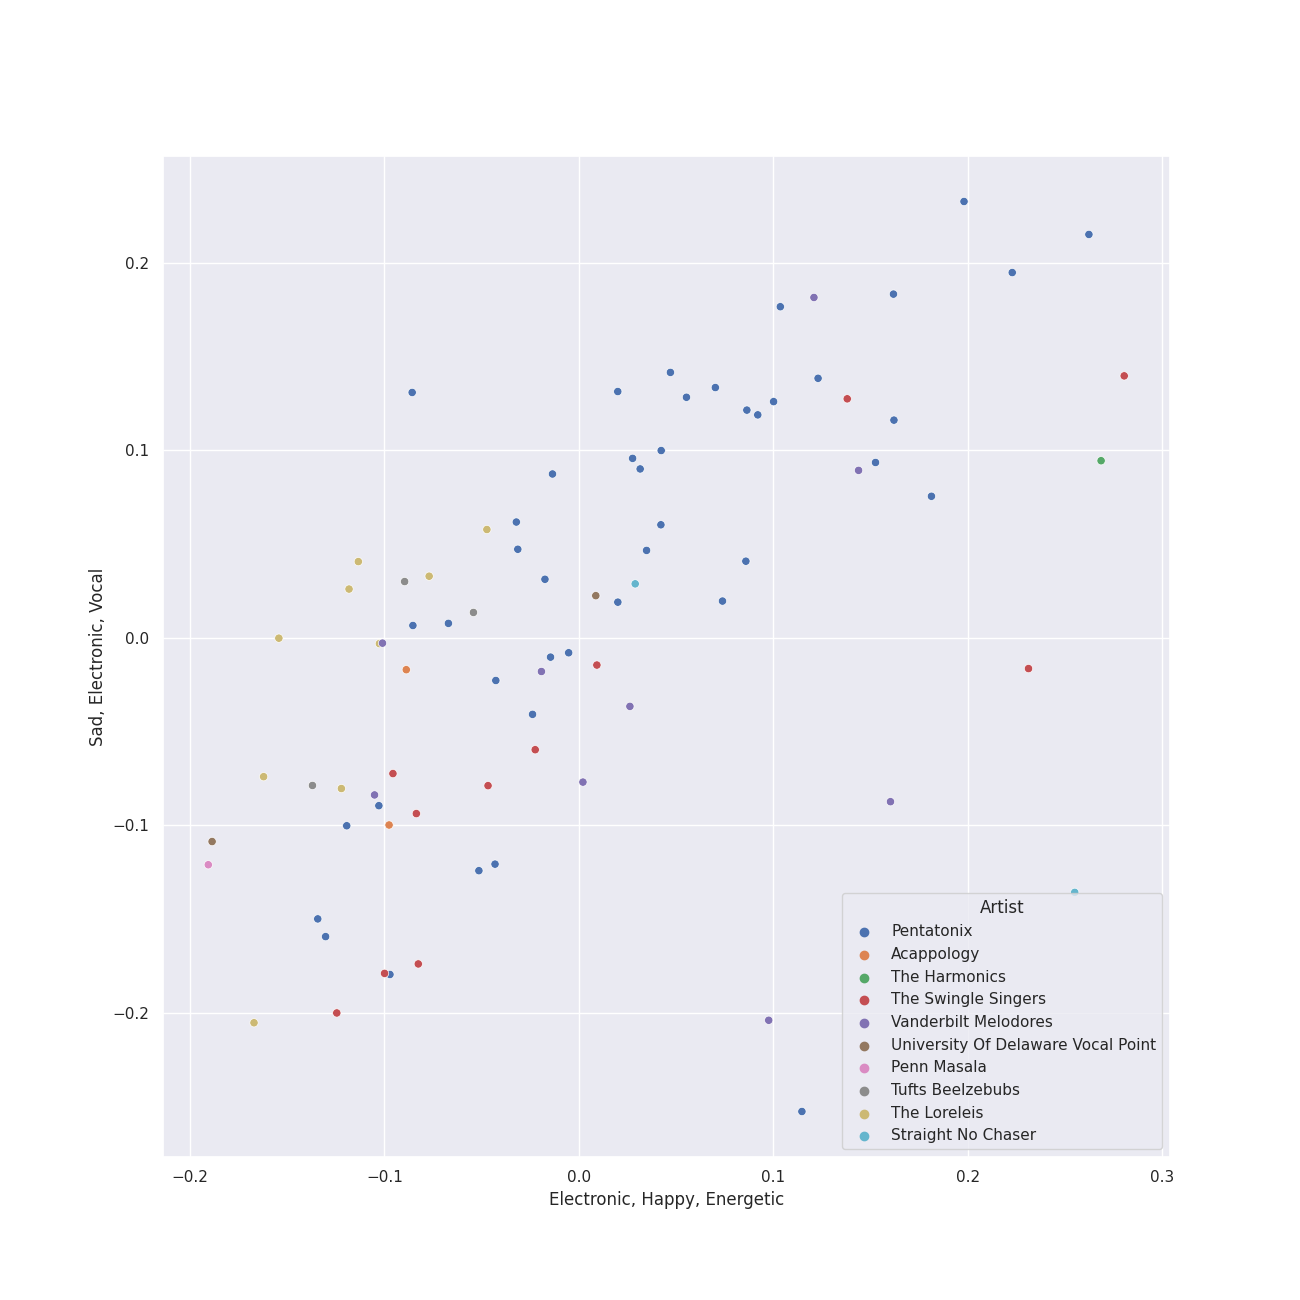 0.2
0.1
0.0
−0.1
−0.2
Sad, Electronic, Vocal
Artist
Pentatonix
Acappology
The Harmonics
The Swingle Singers
Vanderbilt Melodores
University Of Delaware Vocal Point
Penn Masala
Tufts Beelzebubs
The Loreleis
Straight No Chaser
−0.2 −0.1 0.0 0.1 0.2 0.3
Electronic, Happy, Energetic